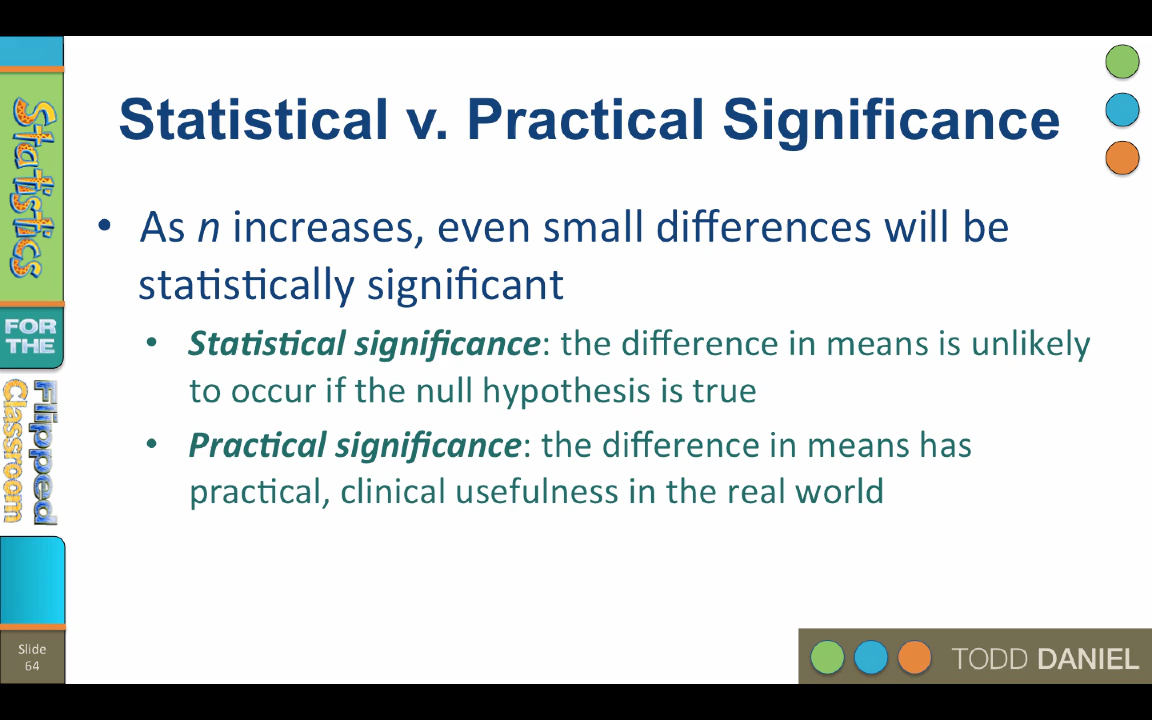 Statistical v. Practical Significance
• As n increases, even small differences will be
statistically significant
• Statistical significance: the difference in means is unlikely
to occur if the null hypothesis is true
• Practical significance: the difference in means has
practical, clinical usefulness in the real world
Statistics
FOR
THE
Flipped
Classroom
Slide
64
TODD DANIEL